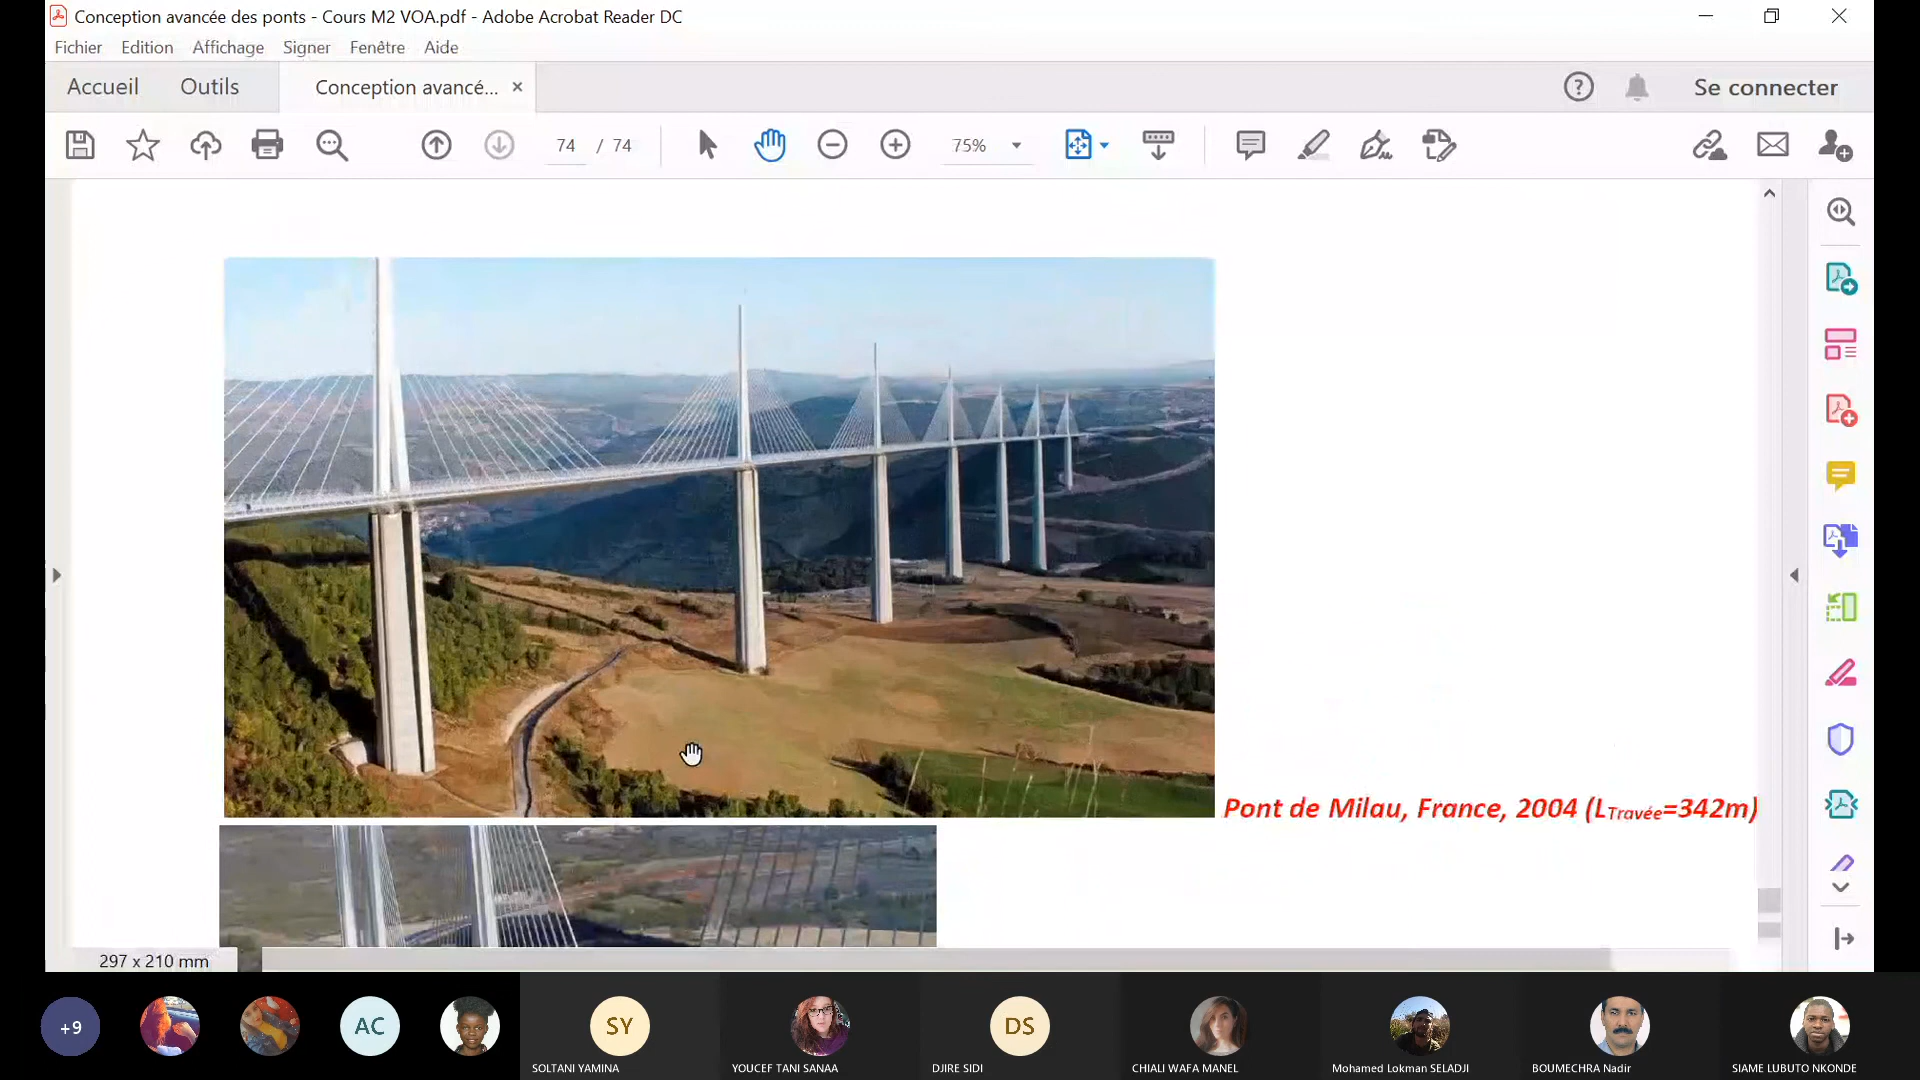 Conception avancée des ponts - Cours M2 VOA.pdf - Adobe Acrobat Reader DC
Fichier Edition Affichage Signer Fenêtre Aide
Accueil Outils Conception avancé... × Se connecter
74 / 74 75%
Pont de Milau, France, 2004 (LTravée=342m)
297 x 210 mm
+9 AC SY DS
SOLTANI YAMINA YOUCEF TANI SANAA DJIRE SIDI CHIALI WAFA MANEL Mohamed Lokman SELADJI BOUMECHRA Nadir SIAME LUBUTO NKONDE